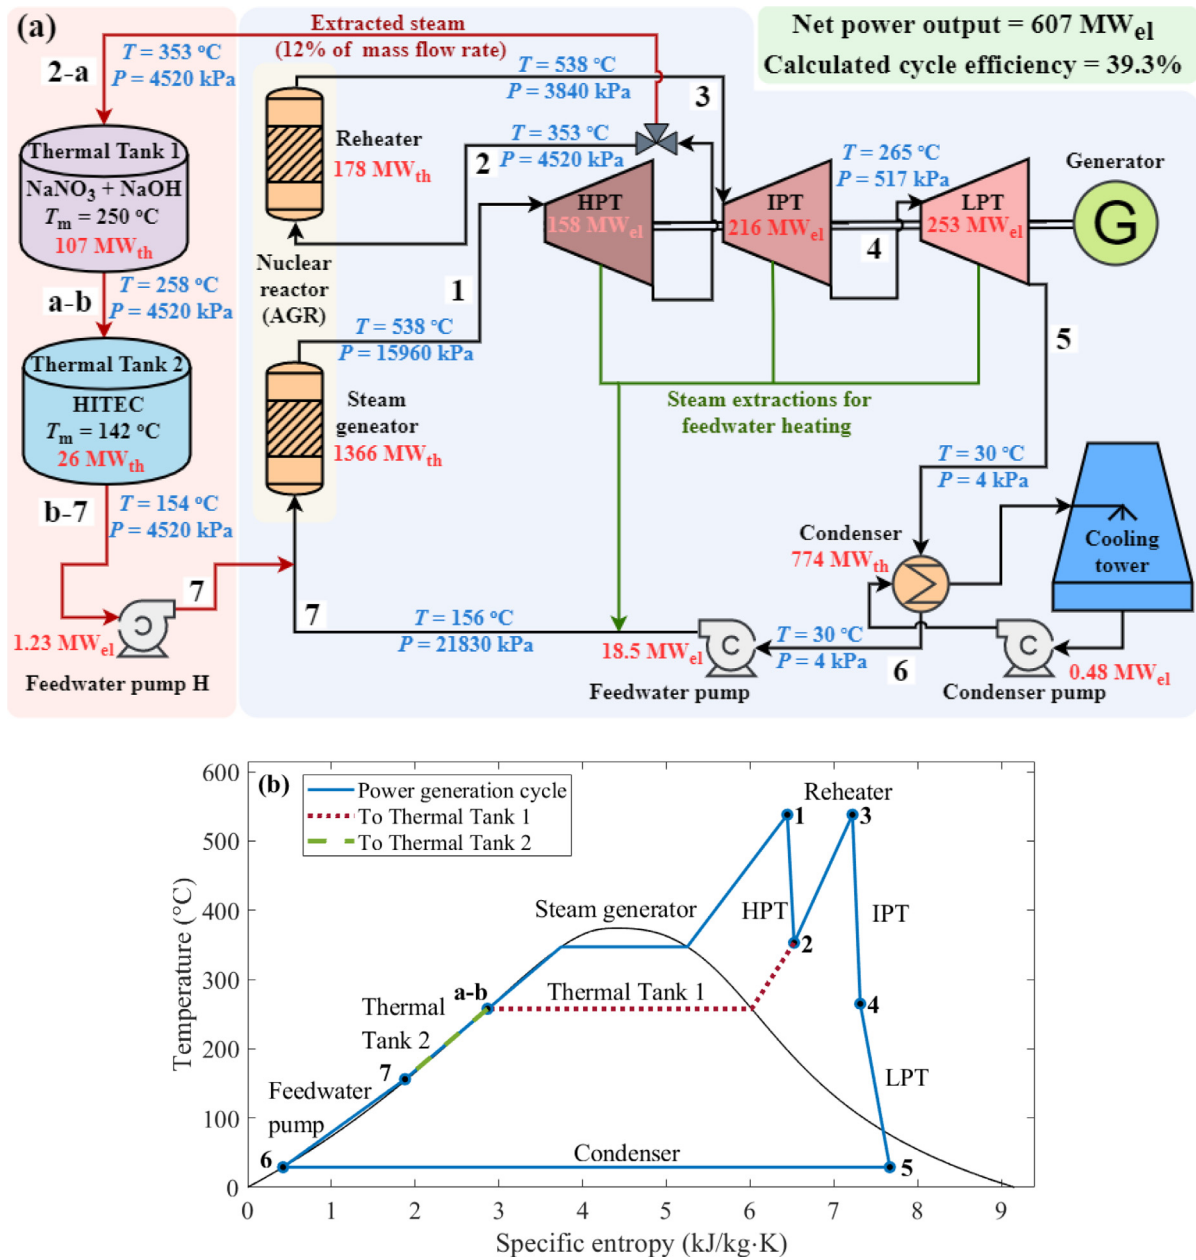 (a)
Extracted steam
(12% of mass flow rate)
Net power output = 607 MWel
Calculated cycle efficiency = 39.3%
2-a
T = 353 °C
P = 4520 kPa
T = 538 °C
P = 3840 kPa
3
Reheater
178 MWth
2
T = 353 °C
P = 4520 kPa
T = 265 °C
P = 517 kPa
Generator
G
Thermal Tank 1
NaNO3 + NaOH
Tm = 250 °C
107 MWth
HPT
158 MWel
IPT
216 MWel
LPT
253 MWel
4
Nuclear
reactor
(AGR)
1
a-b
T = 258 °C
P = 4520 kPa
T = 538 °C
P = 15960 kPa
5
Thermal Tank 2
HITEC
Tm = 142 °C
26 MWth
Steam
geneator
1366 MWth
Steam extractions for
feedwater heating
T = 30 °C
P = 4 kPa
b-7
T = 154 °C
P = 4520 kPa
Condenser
774 MWth
Cooling
tower
7
7
T = 156 °C
P = 21830 kPa
T = 30 °C
P = 4 kPa
6
1.23 MWel
C
Feedwater pump H
18.5 MWel
C
Feedwater pump
C
0.48 MWel
Condenser pump
(b)
Power generation cycle
To Thermal Tank 1
To Thermal Tank 2
Temperature (°C)
600
500
400
300
200
100
0
Reheater
1
3
Steam generator
HPT
IPT
2
a-b
Thermal Tank 1
4
Thermal
Tank 2
7
LPT
Feedwater
pump
6
Condenser
5
0 1 2 3 4 5 6 7 8 9
Specific entropy (kJ/kg·K)